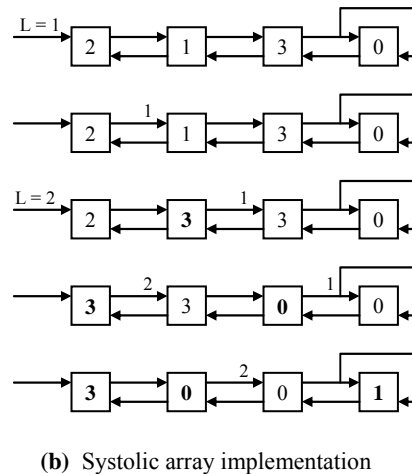 L = 1
2 1 3 0
1
2 1 3 0
L = 2 1
2 3 3 0
2 1
3 3 0 0
2
3 0 0 1
(b) Systolic array implementation